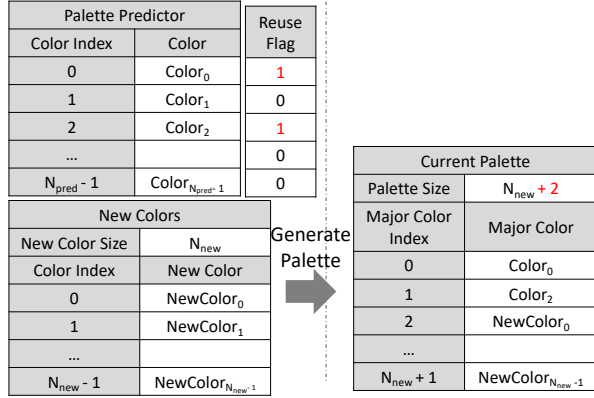 Palette Predictor
Reuse
Flag
Color Index Color
0 Color0 1
1 Color1 0
2 Color2 1
... 0
Npred - 1 ColorNpred- 1 0
New Colors
New Color Size Nnew
Color Index New Color
0 NewColor0
1 NewColor1
...
Nnew - 1 NewColorNnew-1
Generate
Palette
Current Palette
Palette Size Nnew + 2
Major Color
Index
Major Color
0 Color0
1 Color2
2 NewColor0
...
Nnew + 1 NewColorNnew -1